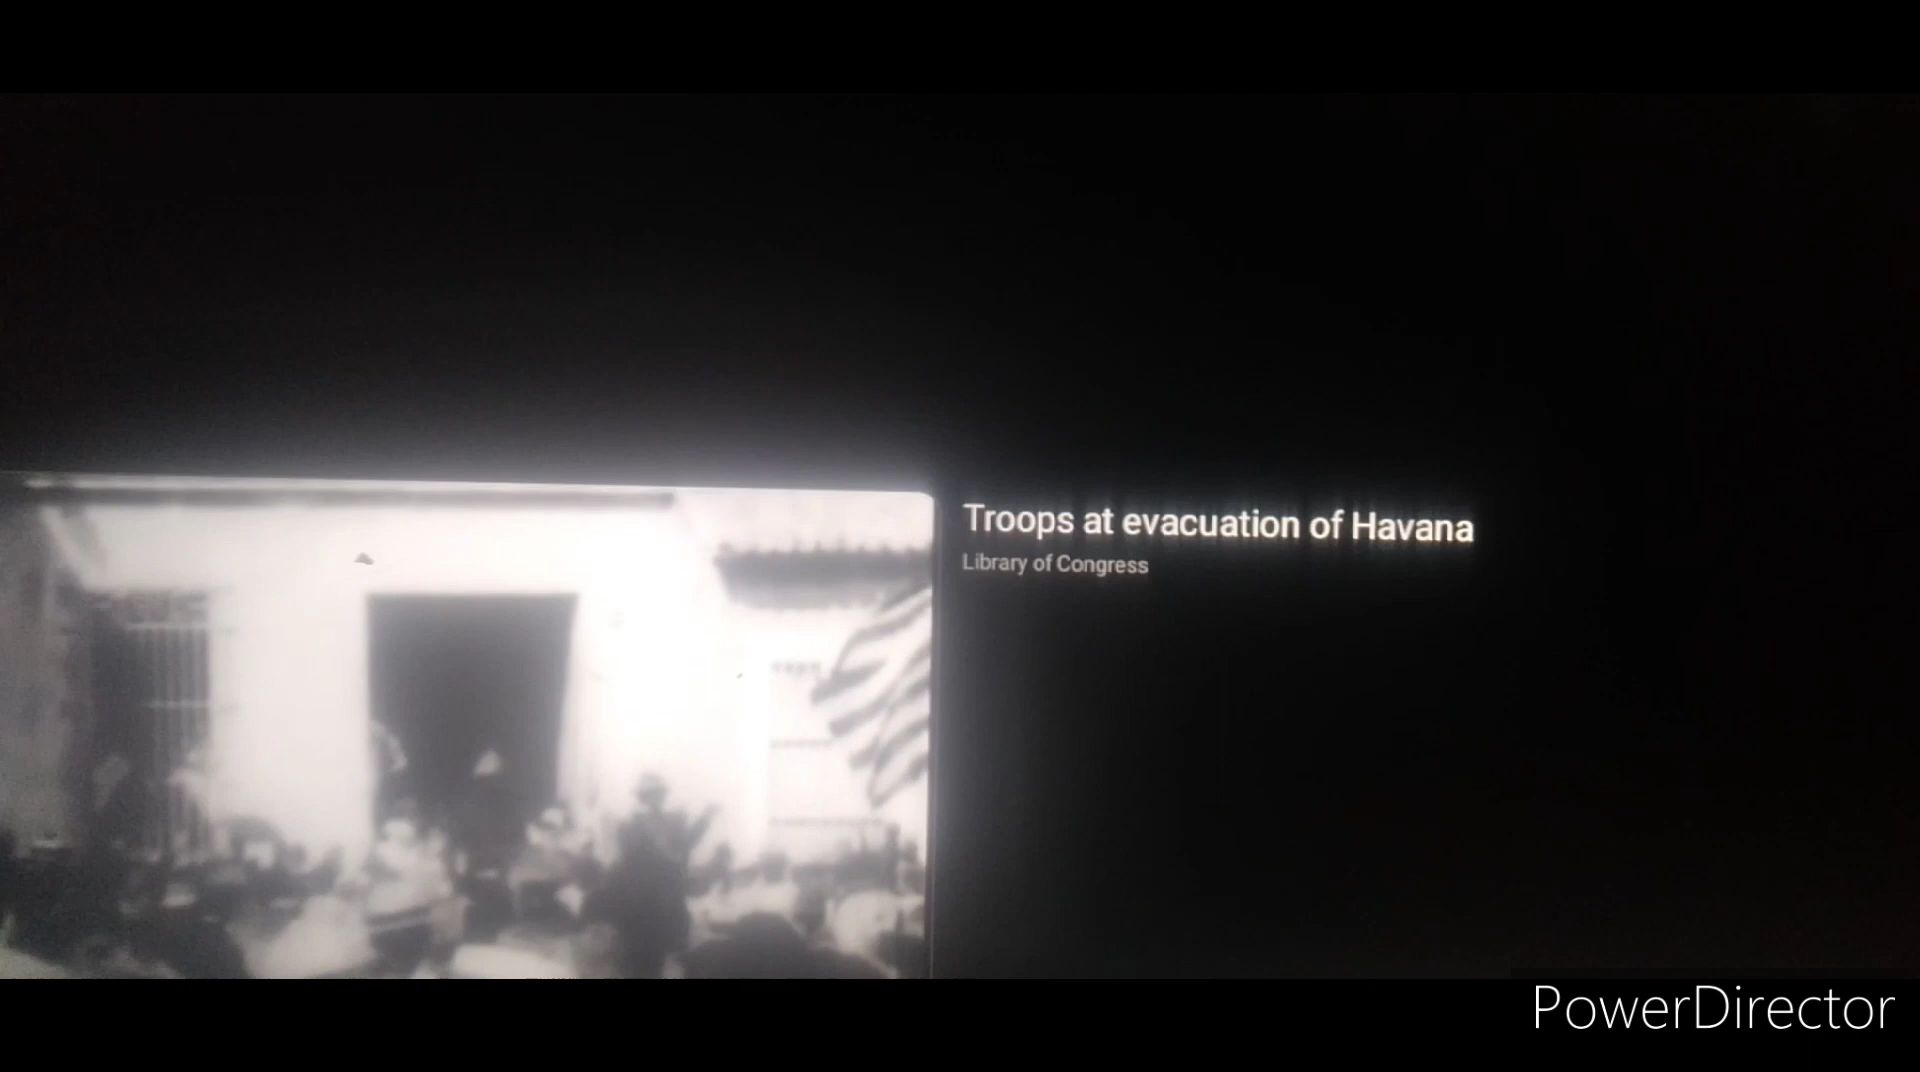 Troops at evacuation of Havana
Library of Congress
PowerDirector